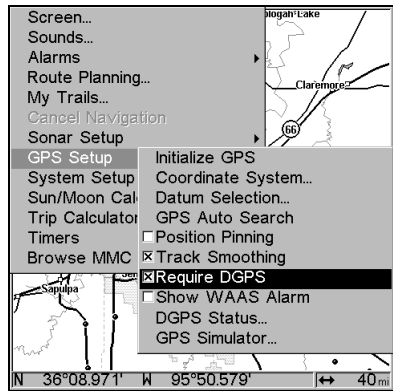 Screen...
Sounds...
Alarms
Route Planning...
My Trails...
Cancel Navigation
Sonar Setup
GPS Setup
System Setup
Sun/Moon Cal
Trip Calculator
Timers
Browse MMC
Initialize GPS
Coordinate System...
Datum Selection...
GPS Auto Search
Position Pinning
Track Smoothing
Require DGPS
Show WAAS Alarm
DGPS Status...
GPS Simulator...
Claremore
66
Sapulpa
N 36°08.971' W 95°50.579' ↔ 40 mi